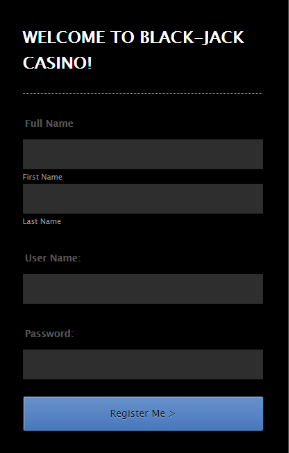 WELCOME TO BLACK-JACK
CASINO!
Full Name
First Name
Last Name
User Name:
Password:
Register Me >